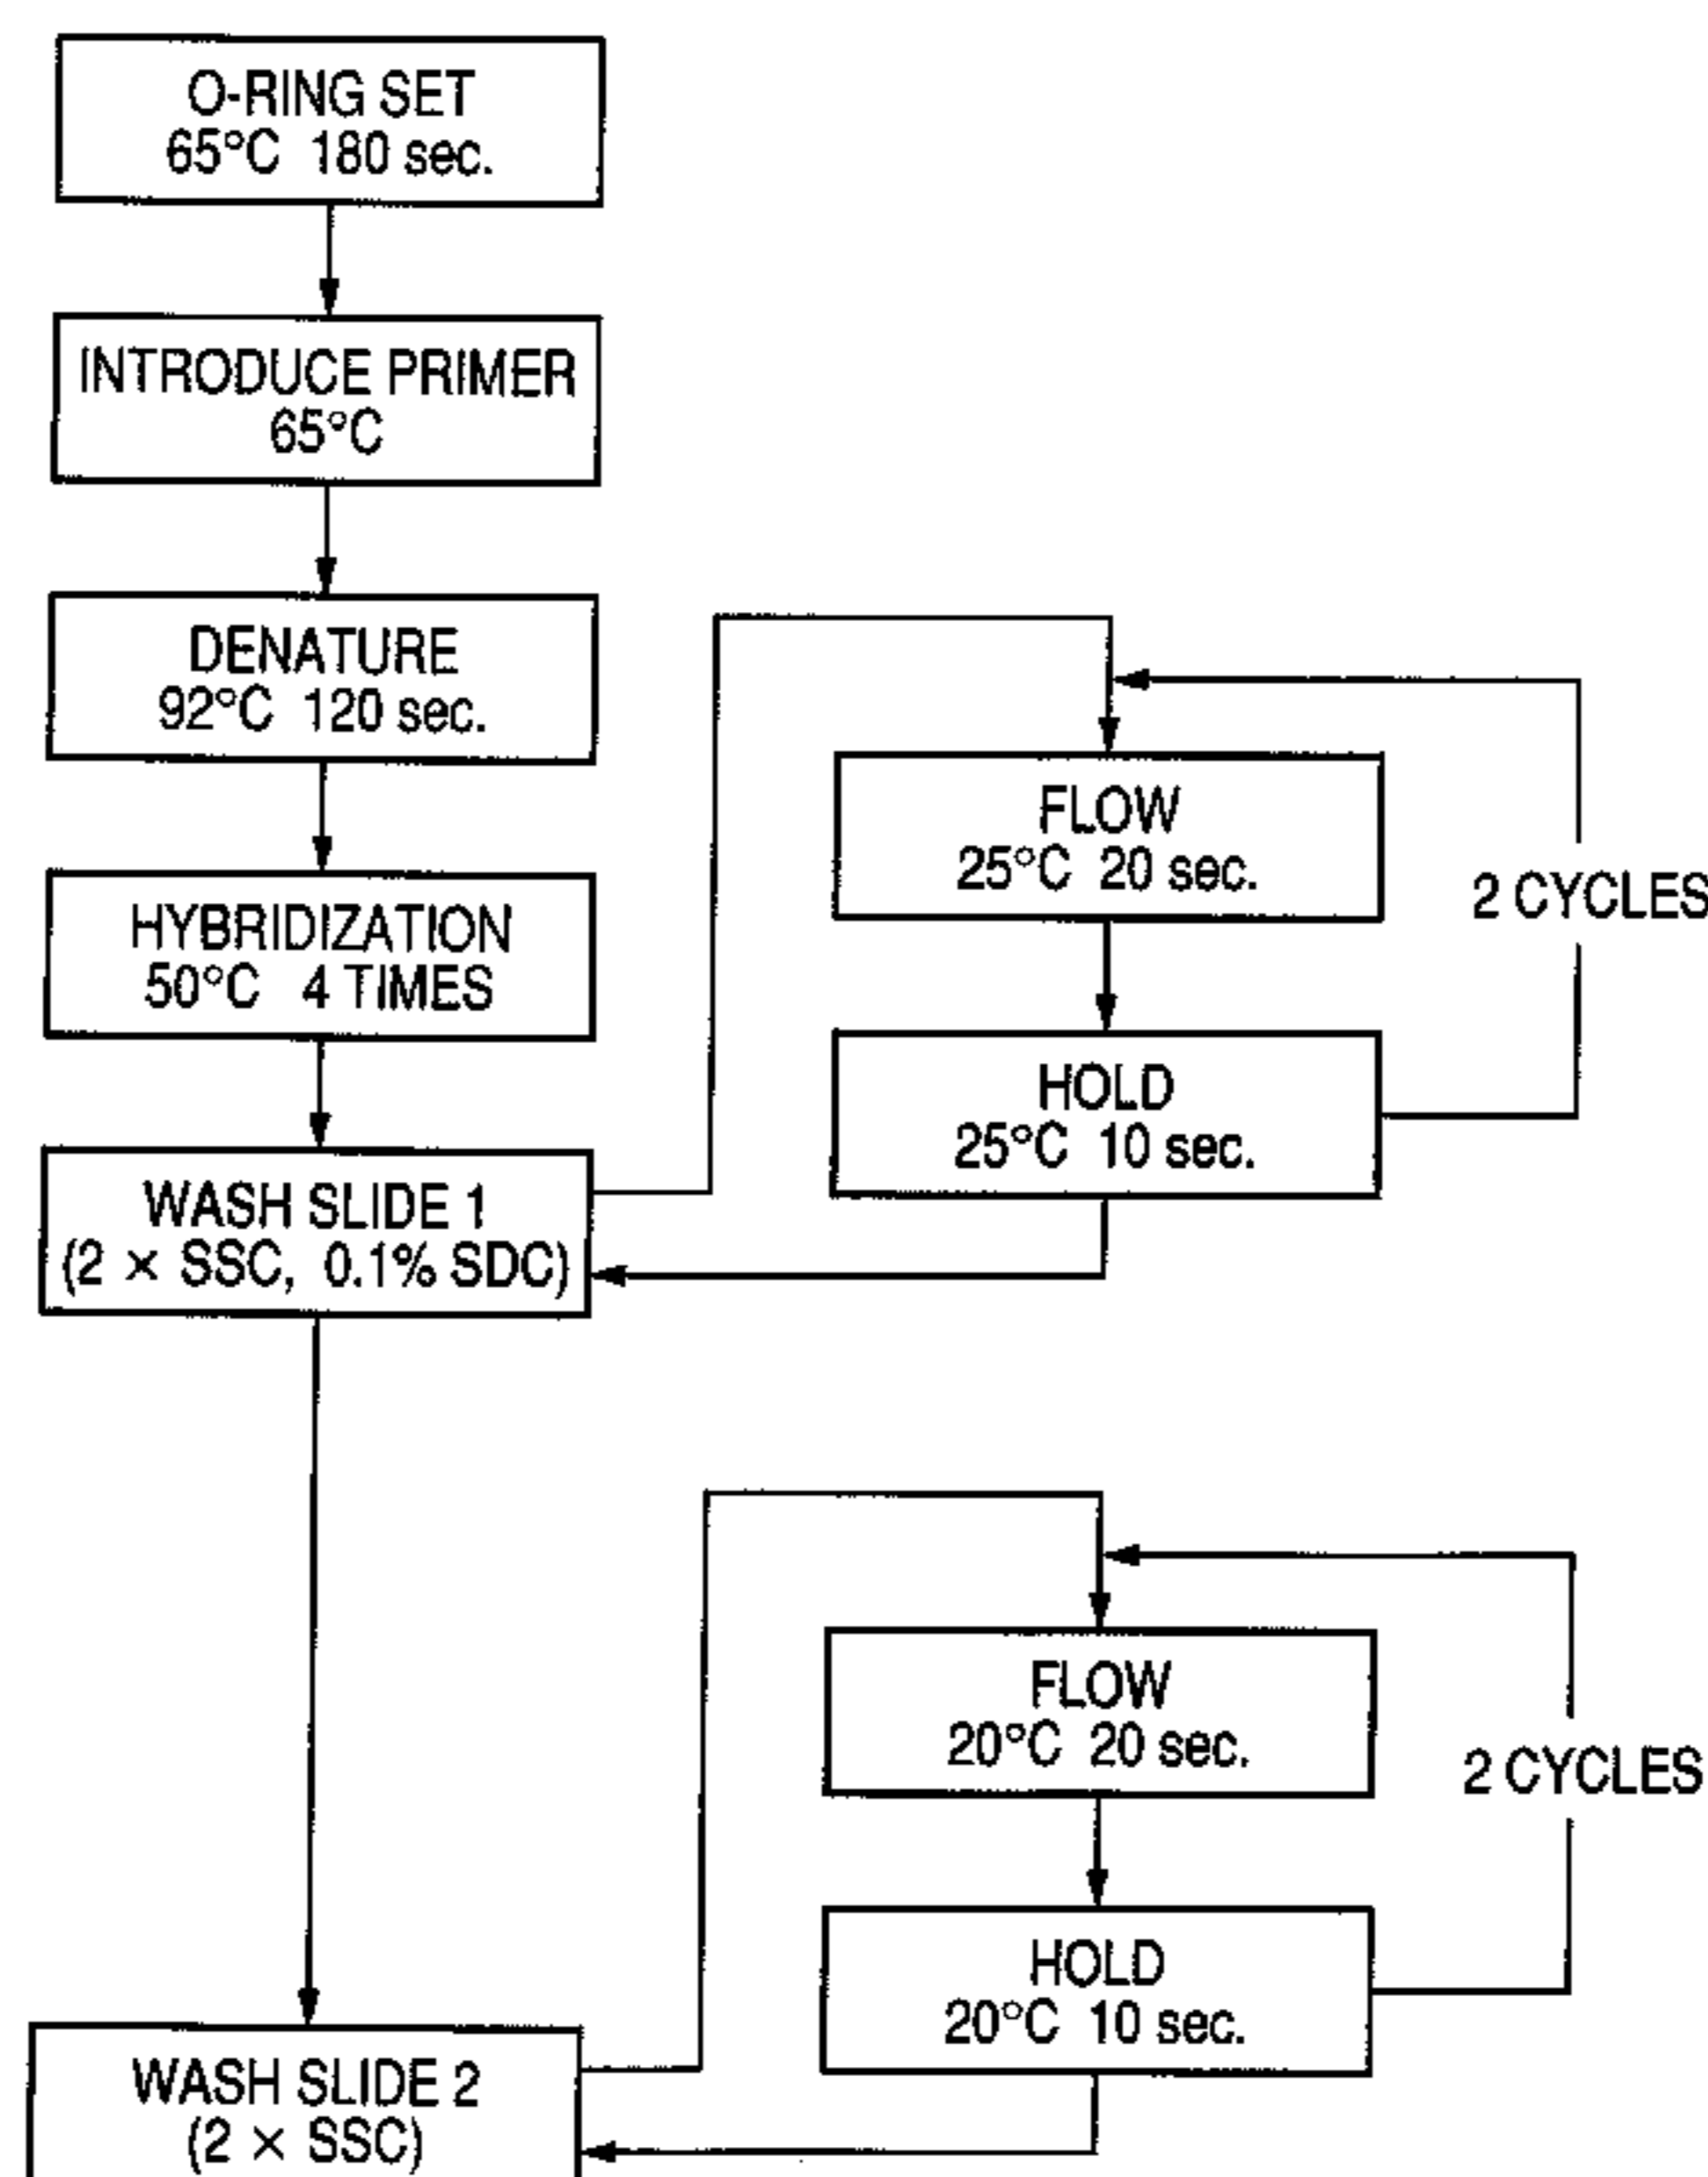 O-RING SET
65°C 180 sec.
INTRODUCE PRIMER
65°C
DENATURE
92°C 120 sec.
HYBRIDIZATION
50°C 4 TIMES
WASH SLIDE 1
(2 × SSC, 0.1% SDC)
FLOW
25°C 20 sec.
HOLD
25°C 10 sec.
2 CYCLES
WASH SLIDE 2
(2 × SSC)
FLOW
20°C 20 sec.
HOLD
20°C 10 sec.
2 CYCLES